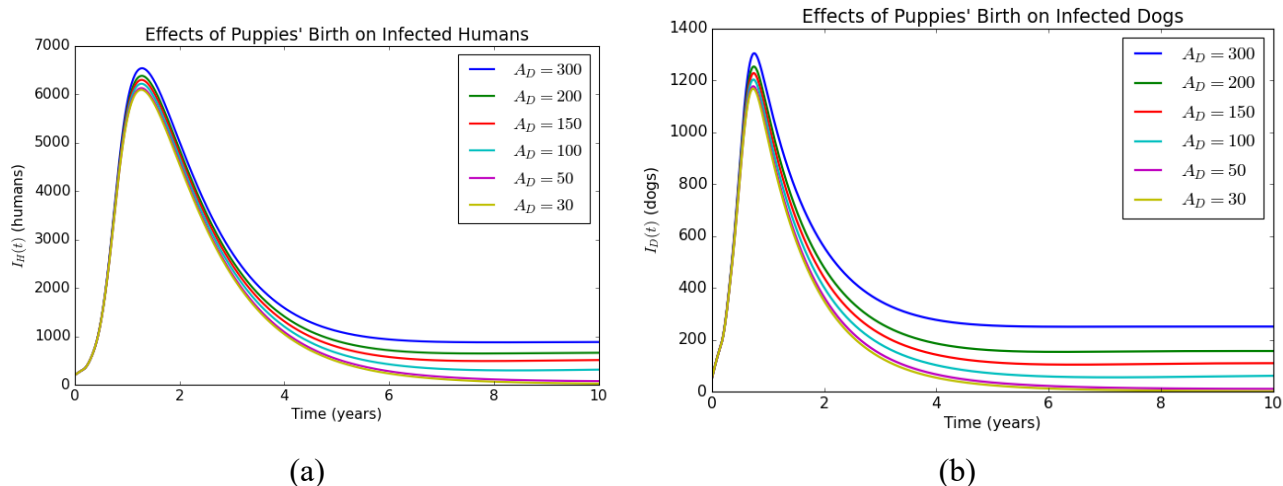 Effects of Puppies' Birth on Infected Humans
7000
6000
5000
4000
3000
2000
1000
0
I_H(t) (humans)
A_D = 300
A_D = 200
A_D = 150
A_D = 100
A_D = 50
A_D = 30
0 2 4 6 8 10
Time (years)
(a)
Effects of Puppies' Birth on Infected Dogs
1400
1200
1000
800
600
400
200
0
I_D(t) (dogs)
A_D = 300
A_D = 200
A_D = 150
A_D = 100
A_D = 50
A_D = 30
0 2 4 6 8 10
Time (years)
(b)